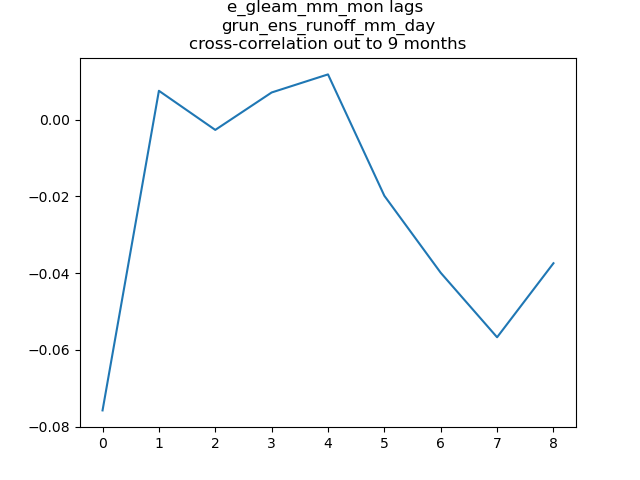 e_gleam_mm_mon lags
grun_ens_runoff_mm_day
cross-correlation out to 9 months
0.00
−0.02
−0.04
−0.06
−0.08
0 1 2 3 4 5 6 7 8